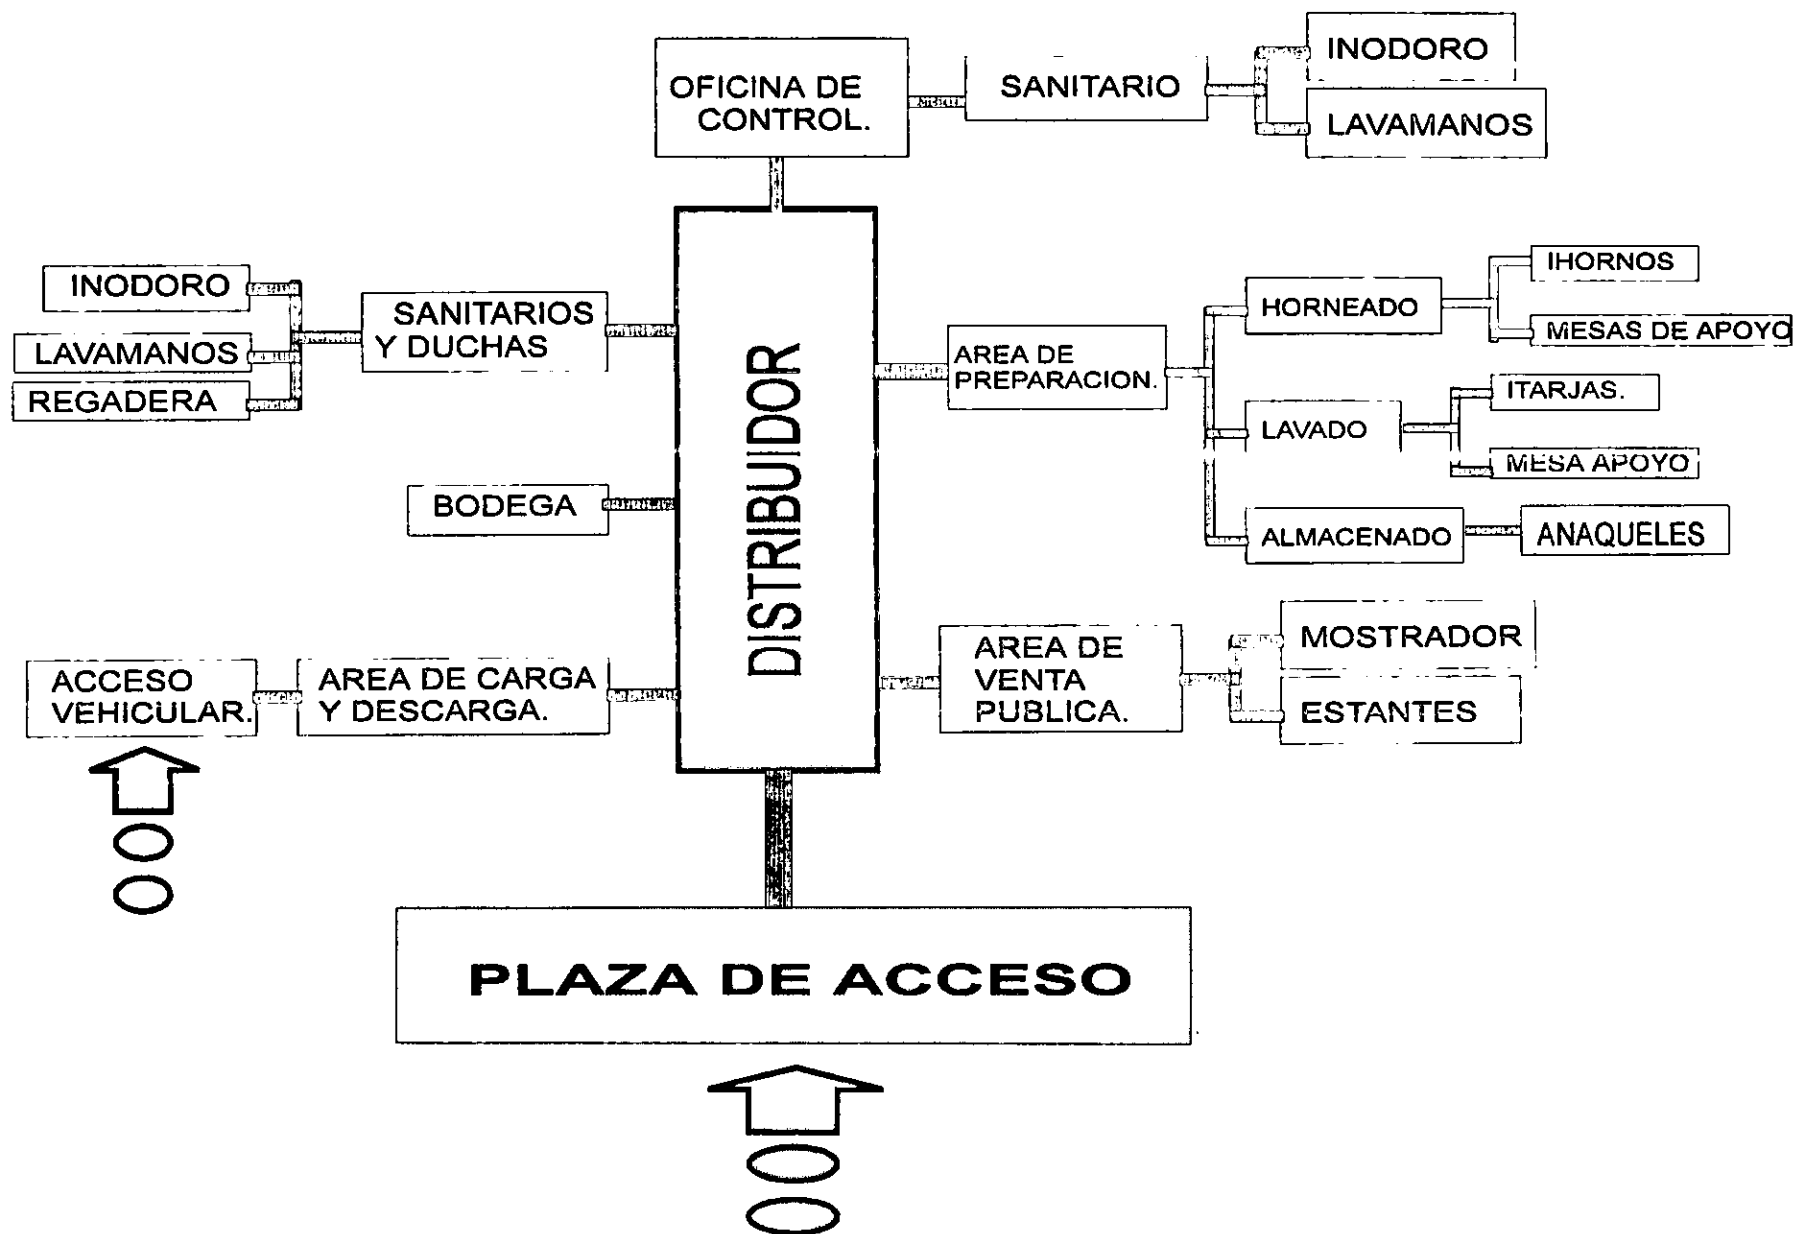 OFICINA DE
CONTROL.
SANITARIO
INODORO
LAVAMANOS
INODORO
LAVAMANOS
REGADERA
SANITARIOS
Y DUCHAS
BODEGA
ACCESO
VEHICULAR.
AREA DE CARGA
Y DESCARGA.
DISTRIBUIDOR
AREA DE
PREPARACION.
HORNEADO
IHORNOS
MESAS DE APOYO
LAVADO
ITARJAS.
MESA APOYO
ALMACENADO
ANAQUELES
AREA DE
VENTA
PUBLICA.
MOSTRADOR
ESTANTES
PLAZA DE ACCESO